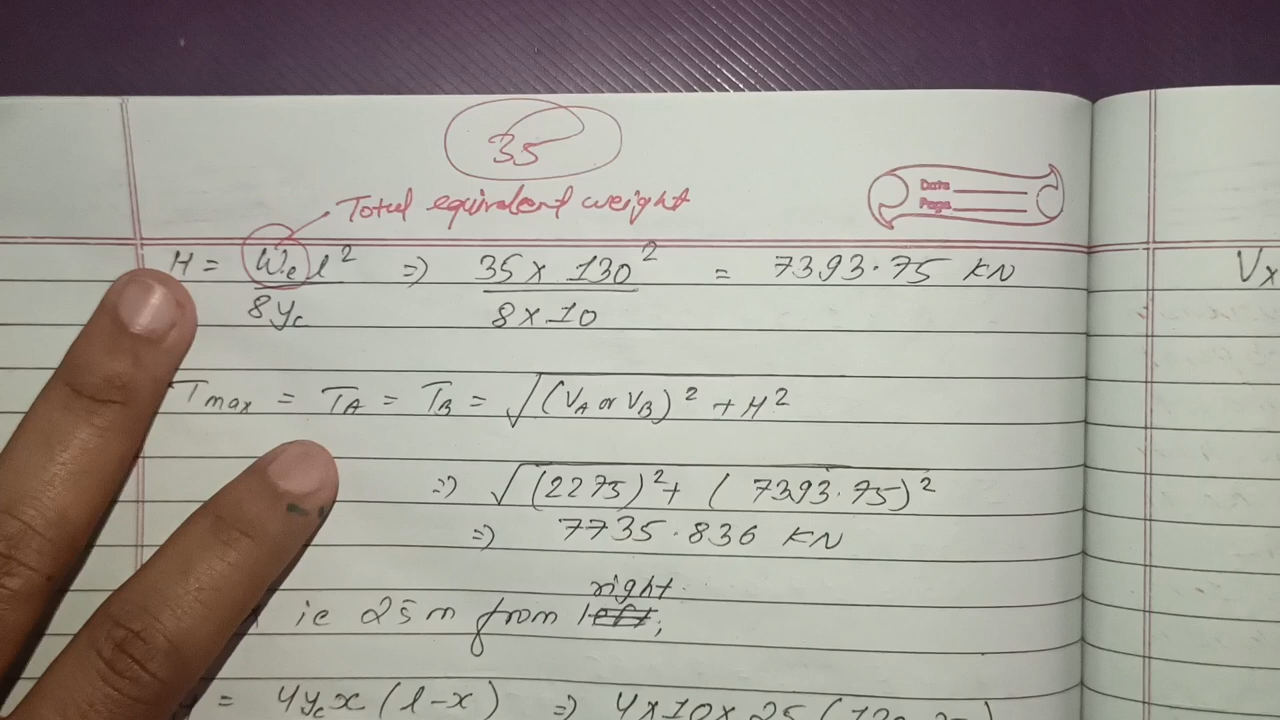 35
Total equivalent weight
Date
Page
H = Wₑl² / 8y꜀ => 35 x 130² / 8 x 10 = 7393.75 KN
Vx
Tmax = TA = TB = √(VA or VB)² + H²
=> √(2275)² + (7393.75)²
=> 7735.836 KN
right
ie 25m from left;
= 4y꜀x (l-x) => 4x10x25(